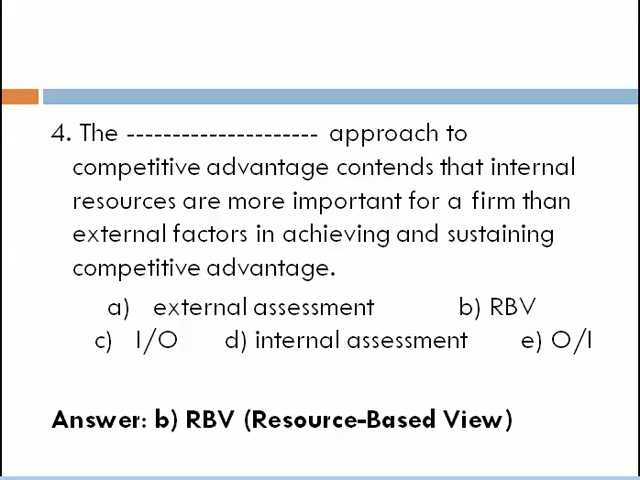 4. The --------------------- approach to
competitive advantage contends that internal
resources are more important for a firm than
external factors in achieving and sustaining
competitive advantage.
a) external assessment b) RBV
c) I/O d) internal assessment e) O/I
Answer: b) RBV (Resource-Based View)